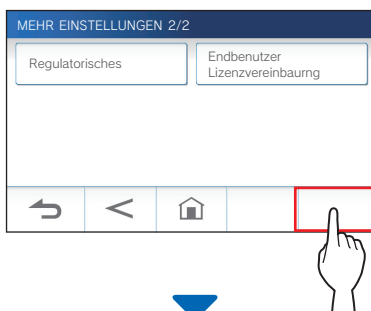 MEHR EINSTELLUNGEN 2/2
Regulatorisches
Endbenutzer
Lizenzvereinbaurng